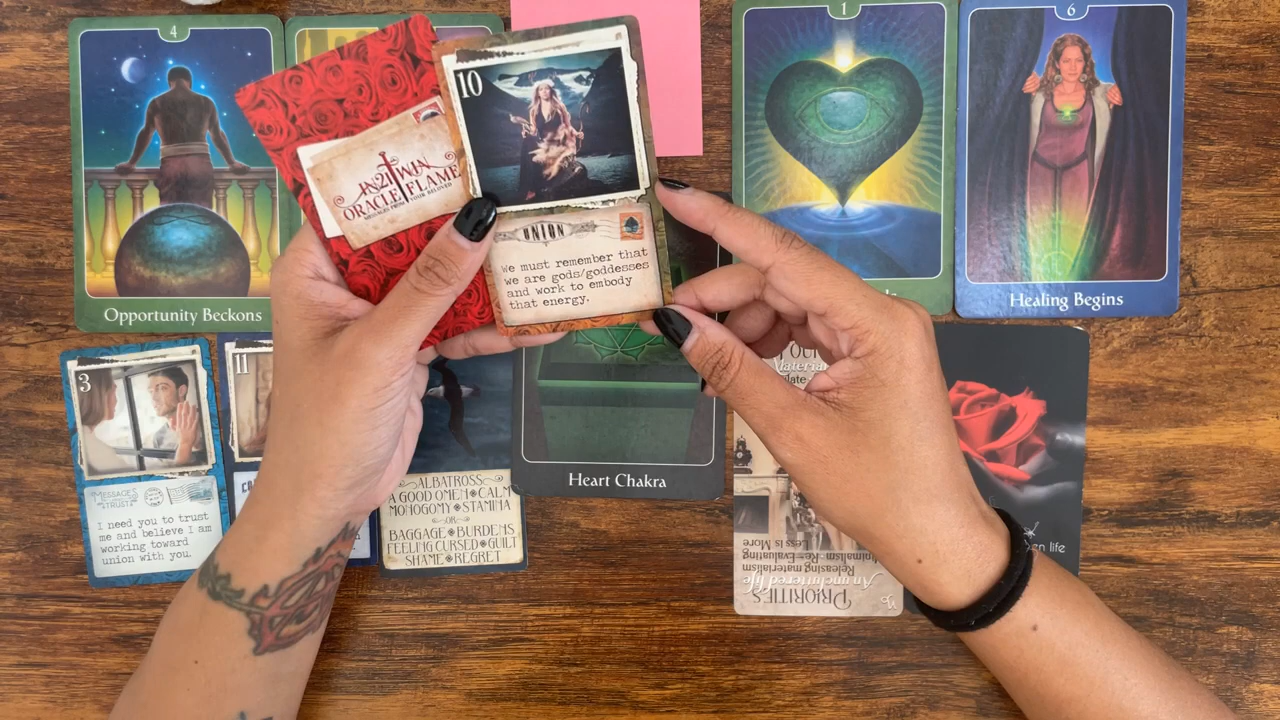 4
Opportunity Beckons
IN21TWIN
ORACLE FLAME
MESSAGES FROM YOUR BELOVED
10
UNION
We must remember that
we are gods/goddesses
and work to embody
that energy.
1
6
Healing Begins
3
MESSAGES
TRUST
I need you to trust
me and believe I am
working toward
union with you.
11
ALBATROSS
A GOOD OMEN CALM
MONOGOMY STAMINA
OR
BAGGAGE BURDENS
FEELING CURSED GUILT
SHAME REGRET
Heart Chakra
PRIORITIES
An uncluttered life
Releasing materialism
Minimalism Re-Evaluating
Less is More
life